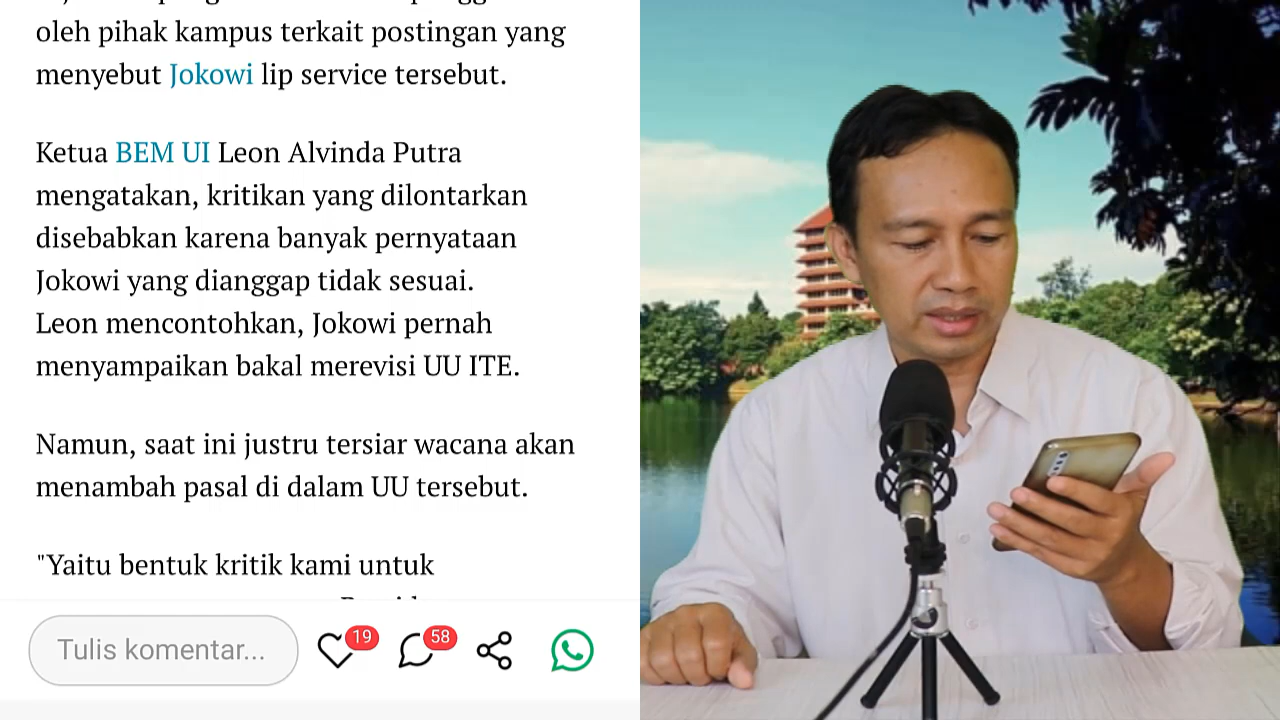 oleh pihak kampus terkait postingan yang
menyebut Jokowi lip service tersebut.
Ketua BEM UI Leon Alvinda Putra
mengatakan, kritikan yang dilontarkan
disebabkan karena banyak pernyataan
Jokowi yang dianggap tidak sesuai.
Leon mencontohkan, Jokowi pernah
menyampaikan bakal merevisi UU ITE.
Namun, saat ini justru tersiar wacana akan
menambah pasal di dalam UU tersebut.
"Yaitu bentuk kritik kami untuk
Tulis komentar...
19
58